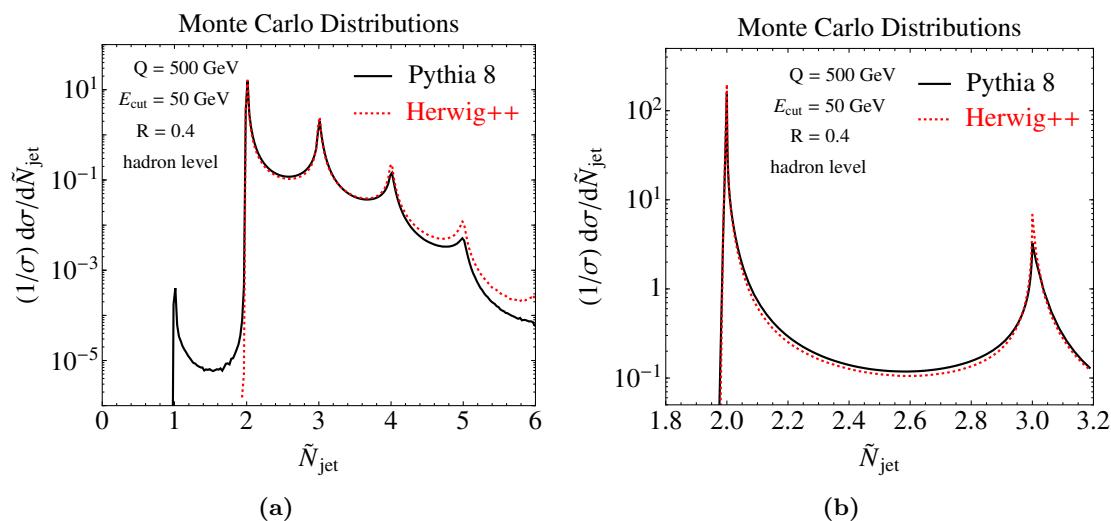 Monte Carlo Distributions
Q = 500 GeV
E_cut = 50 GeV
R = 0.4
hadron level
Pythia 8
Herwig++
(1/σ) dσ/dÑ_jet
10^1
10^-1
10^-3
10^-5
0 1 2 3 4 5 6
Ñ_jet
(a)
Monte Carlo Distributions
Q = 500 GeV
E_cut = 50 GeV
R = 0.4
hadron level
Pythia 8
Herwig++
(1/σ) dσ/dÑ_jet
10^2
10
1
10^-1
1.8 2.0 2.2 2.4 2.6 2.8 3.0 3.2
Ñ_jet
(b)